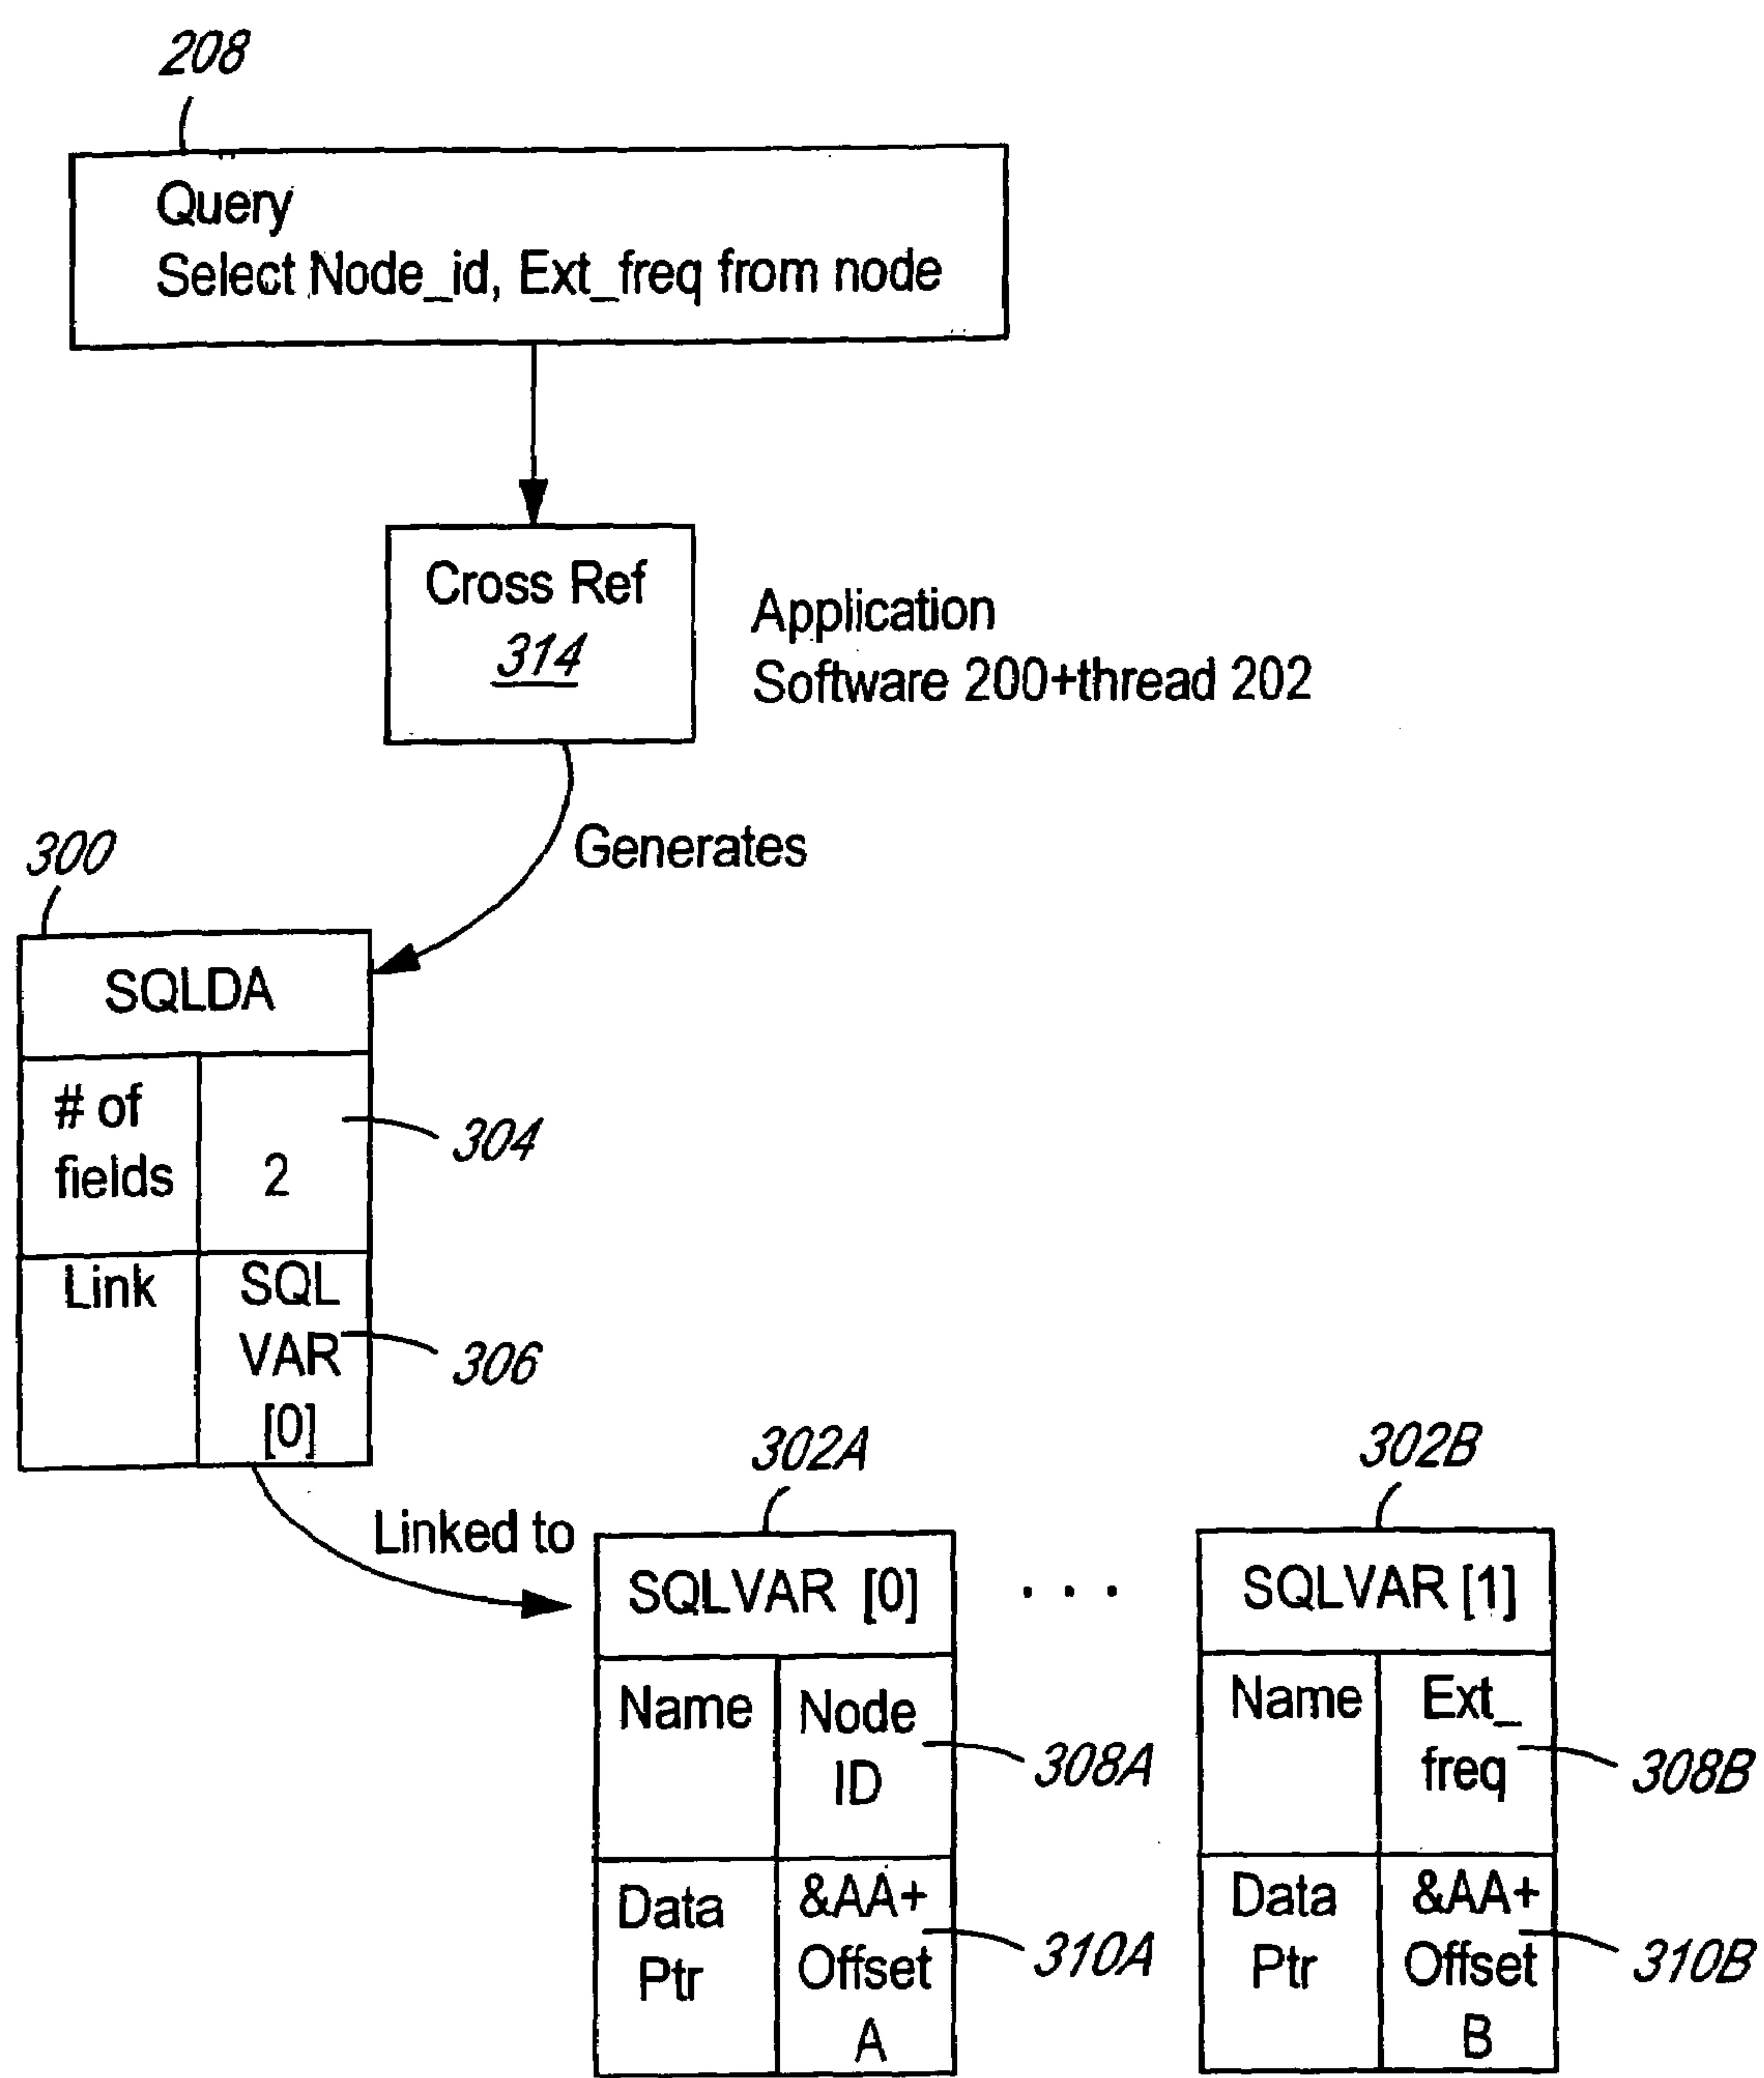 208
Query
Select Node_id, Ext_freq from node
Cross Ref
314
Application
Software 200+thread 202
Generates
300
SQLDA
# of
fields
2
304
Link
SQL
VAR
[0]
306
Linked to
302A
SQLVAR [0]
Name
Node
ID
308A
Data
Ptr
&AA+
Offset
A
310A
. . .
302B
SQLVAR [1]
Name
Ext_
freq
308B
Data
Ptr
&AA+
Offset
B
310B